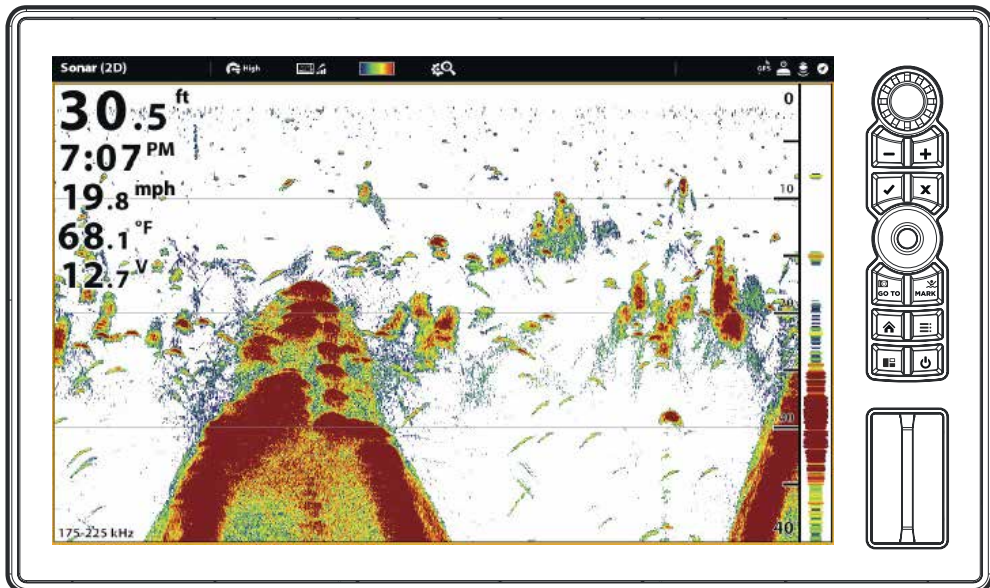 Sonar (2D) High GPS
30.5 ft
7:07 PM
19.8 mph
68.1 °F
12.7 V
175-225 kHz
0
10
40
- +
GO TO MARK